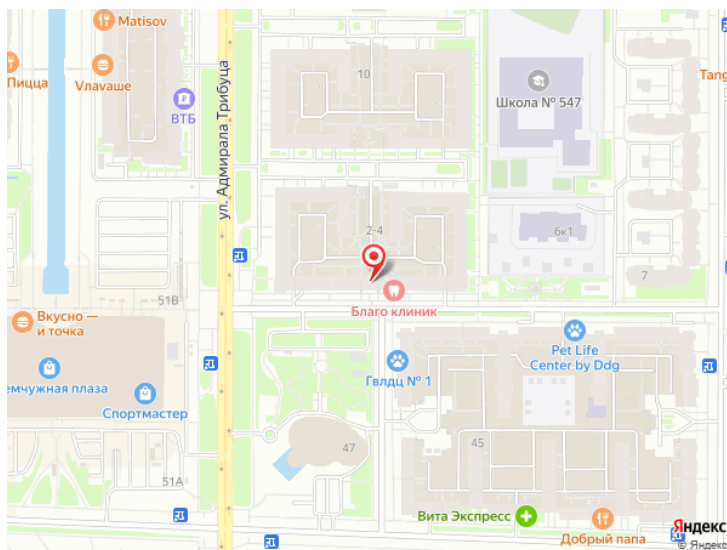 Matisov
Пицца
Vлаваше
ВТБ
ул. Адмирала Трибуца
10
Школа № 547
Tang
2-4
6к1
7
51В
Благо клиник
Вкусно —
и точка
Pet Life
Center by Ddg
Гвлдц № 1
емчужная плаза
Спортмастер
47
45
51А
Вита Экспресс
Добрый папа
Яндекс
© Яндекс